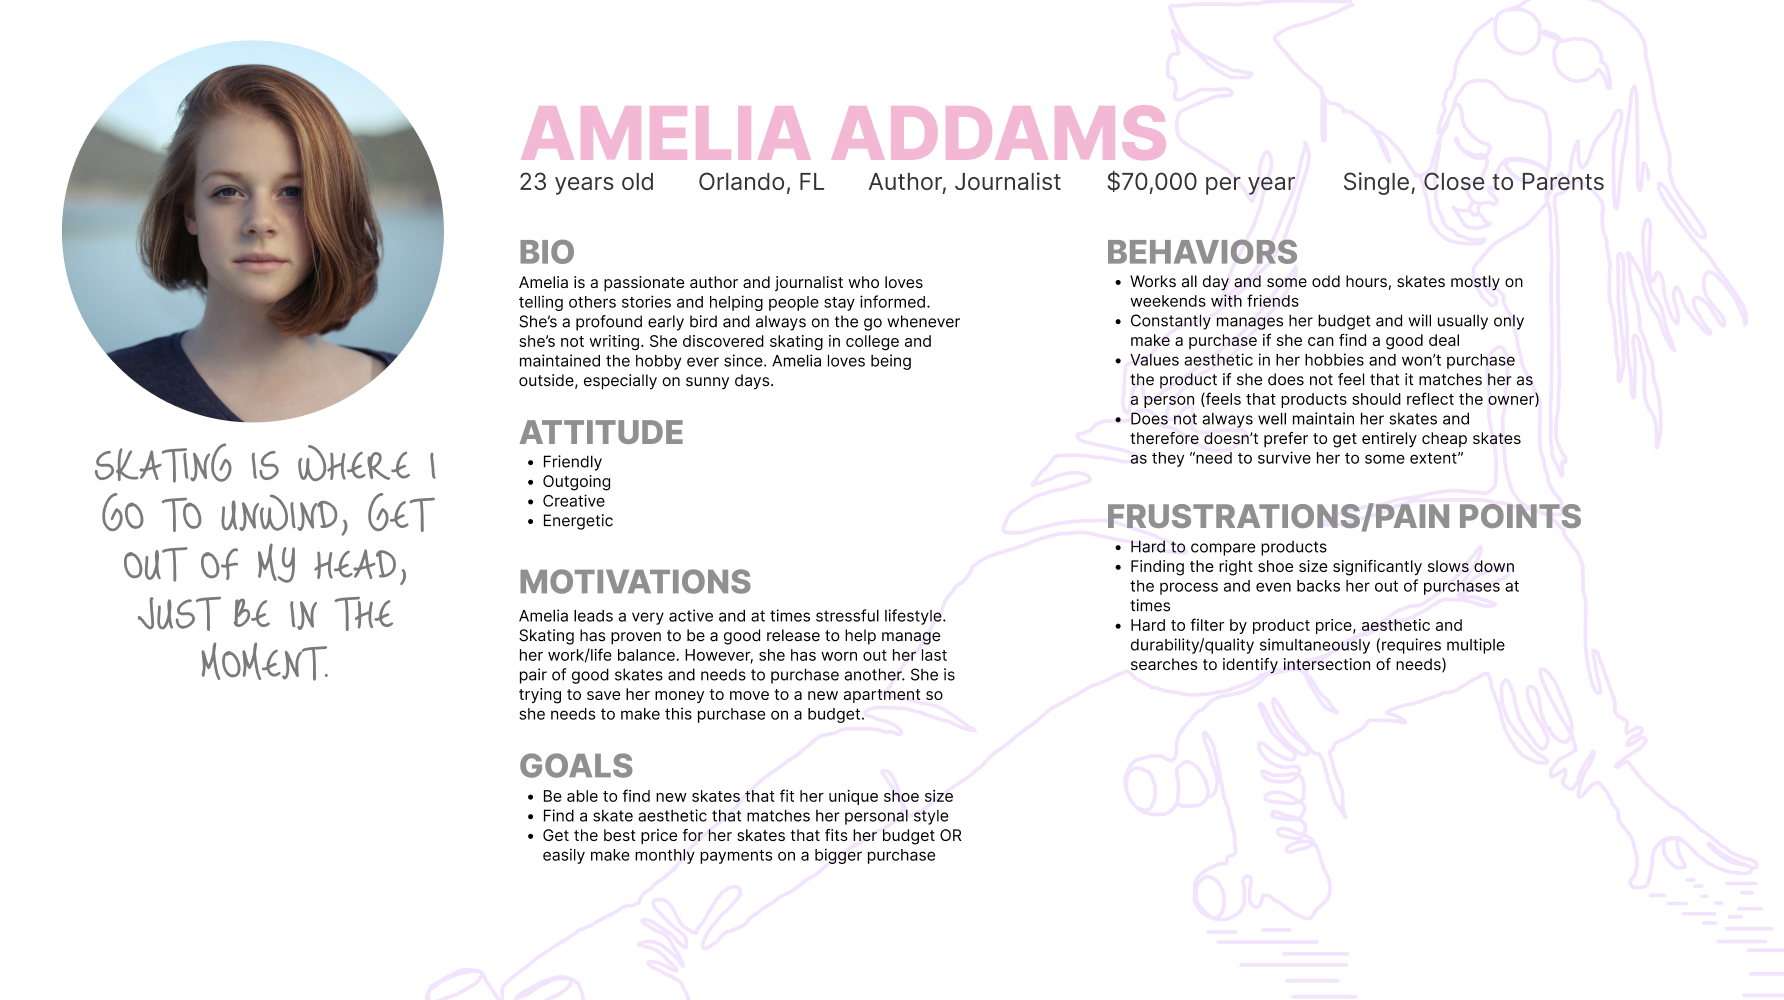 AMELIA ADDAMS
23 years old Orlando, FL Author, Journalist $70,000 per year Single, Close to Parents
SKATING IS WHERE I
GO TO UNWIND, GET
OUT OF MY HEAD,
JUST BE IN THE
MOMENT.
BIO
Amelia is a passionate author and journalist who loves
telling others stories and helping people stay informed.
She’s a profound early bird and always on the go whenever
she’s not writing. She discovered skating in college and
maintained the hobby ever since. Amelia loves being
outside, especially on sunny days.
ATTITUDE
• Friendly
• Outgoing
• Creative
• Energetic
MOTIVATIONS
Amelia leads a very active and at times stressful lifestyle.
Skating has proven to be a good release to help manage
her work/life balance. However, she has worn out her last
pair of good skates and needs to purchase another. She is
trying to save her money to move to a new apartment so
she needs to make this purchase on a budget.
GOALS
• Be able to find new skates that fit her unique shoe size
• Find a skate aesthetic that matches her personal style
• Get the best price for her skates that fits her budget OR
easily make monthly payments on a bigger purchase
BEHAVIORS
• Works all day and some odd hours, skates mostly on
weekends with friends
• Constantly manages her budget and will usually only
make a purchase if she can find a good deal
• Values aesthetic in her hobbies and won’t purchase
the product if she does not feel that it matches her as
a person (feels that products should reflect the owner)
• Does not always well maintain her skates and
therefore doesn’t prefer to get entirely cheap skates
as they “need to survive her to some extent”
FRUSTRATIONS/PAIN POINTS
• Hard to compare products
• Finding the right shoe size significantly slows down
the process and even backs her out of purchases at
times
• Hard to filter by product price, aesthetic and
durability/quality simultaneously (requires multiple
searches to identify intersection of needs)